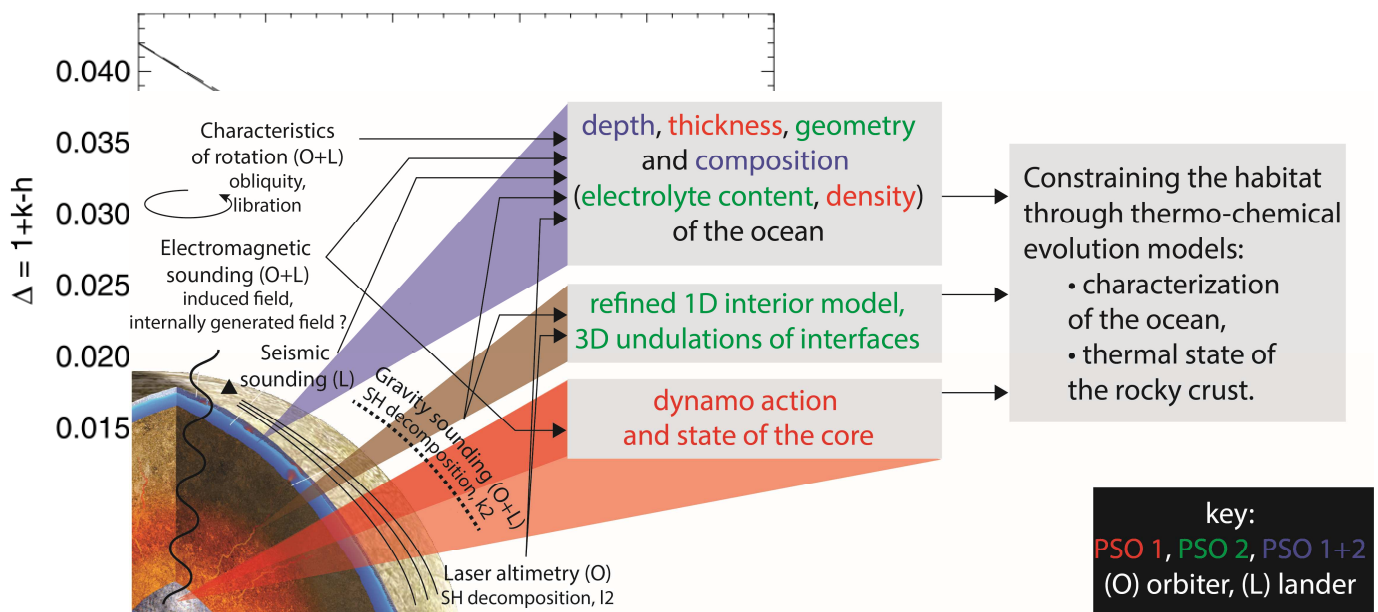 Δ = 1+k-h
0.040
0.035
0.030
0.025
0.020
0.015
Characteristics
of rotation (O+L)
obliquity,
libration
Electromagnetic
sounding (O+L)
induced field,
internally generated field ?
Seismic
sounding (L)
Gravity sounding (O+L)
SH decomposition, k2
Laser altimetry (O)
SH decomposition, l2
depth, thickness, geometry
and composition
(electrolyte content, density)
of the ocean
refined 1D interior model,
3D undulations of interfaces
dynamo action
and state of the core
Constraining the habitat
through thermo-chemical
evolution models:
• characterization
of the ocean,
• thermal state of
the rocky crust.
key:
PSO 1, PSO 2, PSO 1+2
(O) orbiter, (L) lander